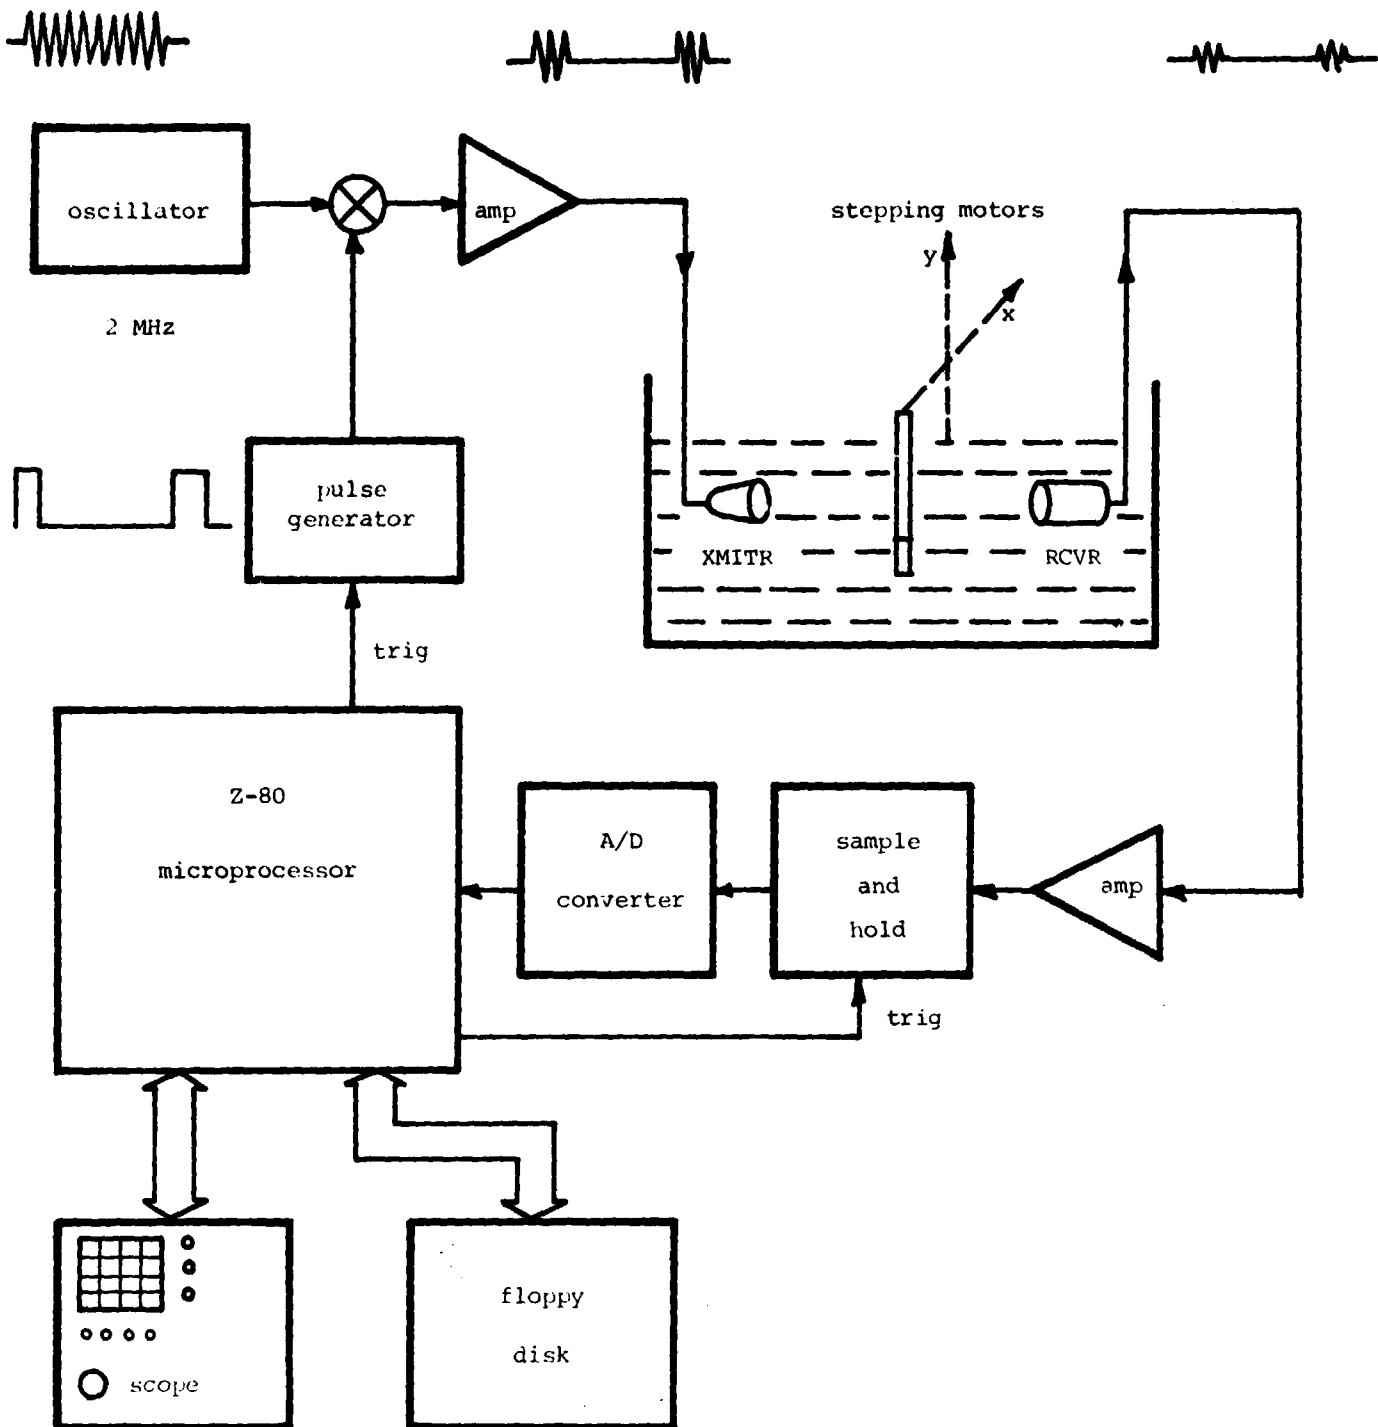 oscillator
amp
stepping motors
y
x
2 MHz
pulse
generator
XMITR
RCVR
trig
Z-80
microprocessor
A/D
converter
sample
and
hold
amp
trig
scope
floppy
disk